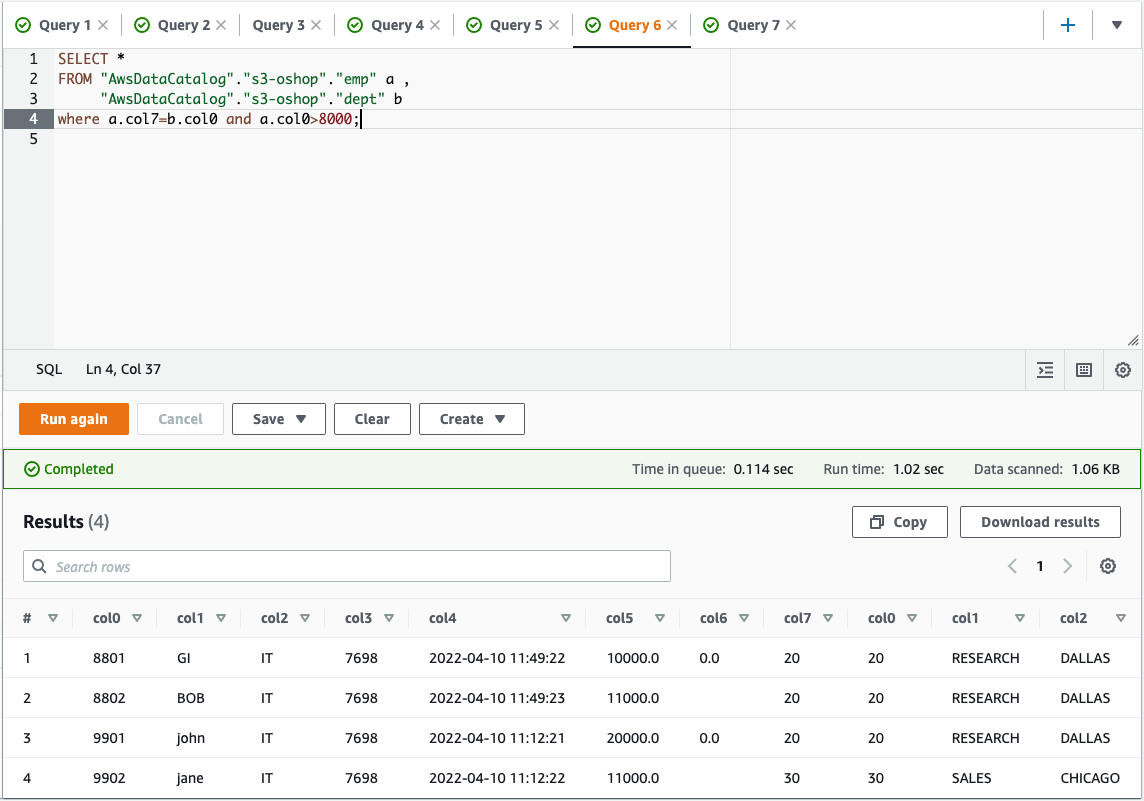 Query 1 Query 2 Query 3 Query 4 Query 5 Query 6 Query 7
1 SELECT *
2 FROM "AwsDataCatalog"."s3-oshop"."emp" a ,
3 "AwsDataCatalog"."s3-oshop"."dept" b
4 where a.col7=b.col0 and a.col0>8000;
5
SQL Ln 4, Col 37
Run again Cancel Save Clear Create
Completed Time in queue: 0.114 sec Run time: 1.02 sec Data scanned: 1.06 KB
Results (4) Copy Download results
Search rows 1
# col0 col1 col2 col3 col4 col5 col6 col7 col0 col1 col2
1 8801 GI IT 7698 2022-04-10 11:49:22 10000.0 0.0 20 20 RESEARCH DALLAS
2 8802 BOB IT 7698 2022-04-10 11:49:23 11000.0 20 20 RESEARCH DALLAS
3 9901 john IT 7698 2022-04-10 11:12:21 20000.0 0.0 20 20 RESEARCH DALLAS
4 9902 jane IT 7698 2022-04-10 11:12:22 11000.0 30 30 SALES CHICAGO